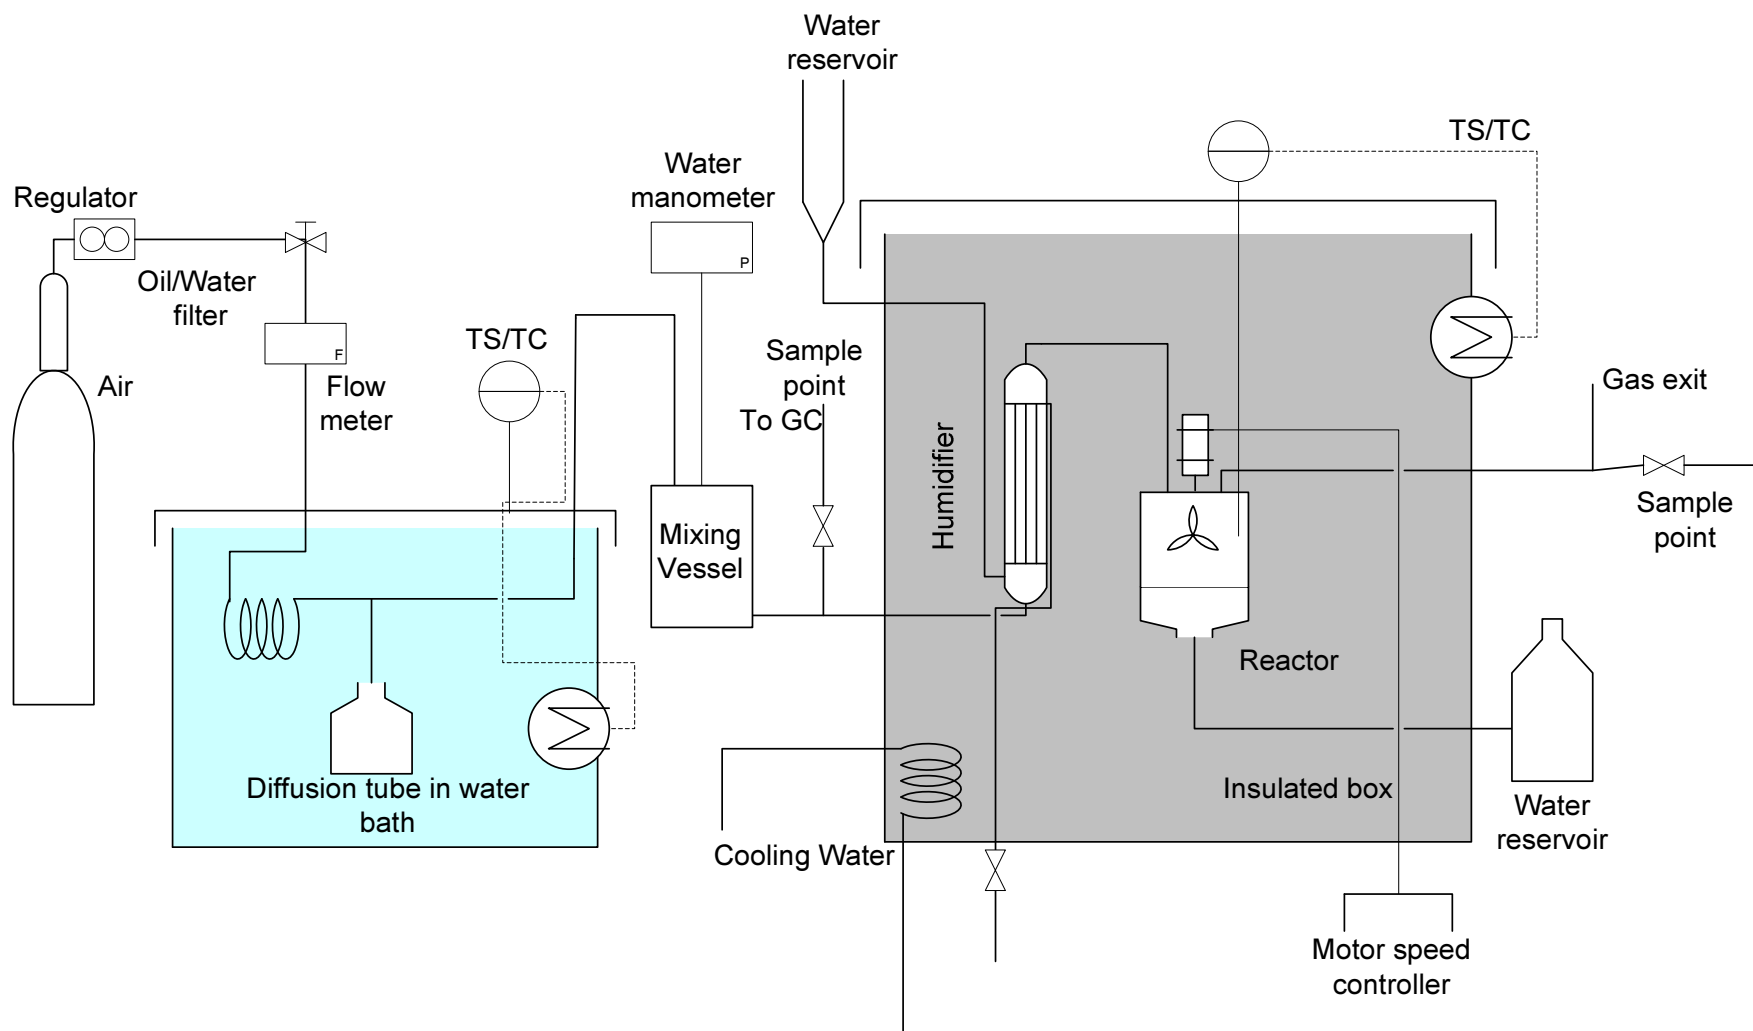 Water
reservoir
TS/TC
Water
manometer
P
Regulator
Oil/Water
filter
F
Air
Flow
meter
TS/TC
Sample
point
To GC
Humidifier
Gas exit
Sample
point
Mixing
Vessel
Reactor
Diffusion tube in water
bath
Insulated box
Water
reservoir
Cooling Water
Motor speed
controller